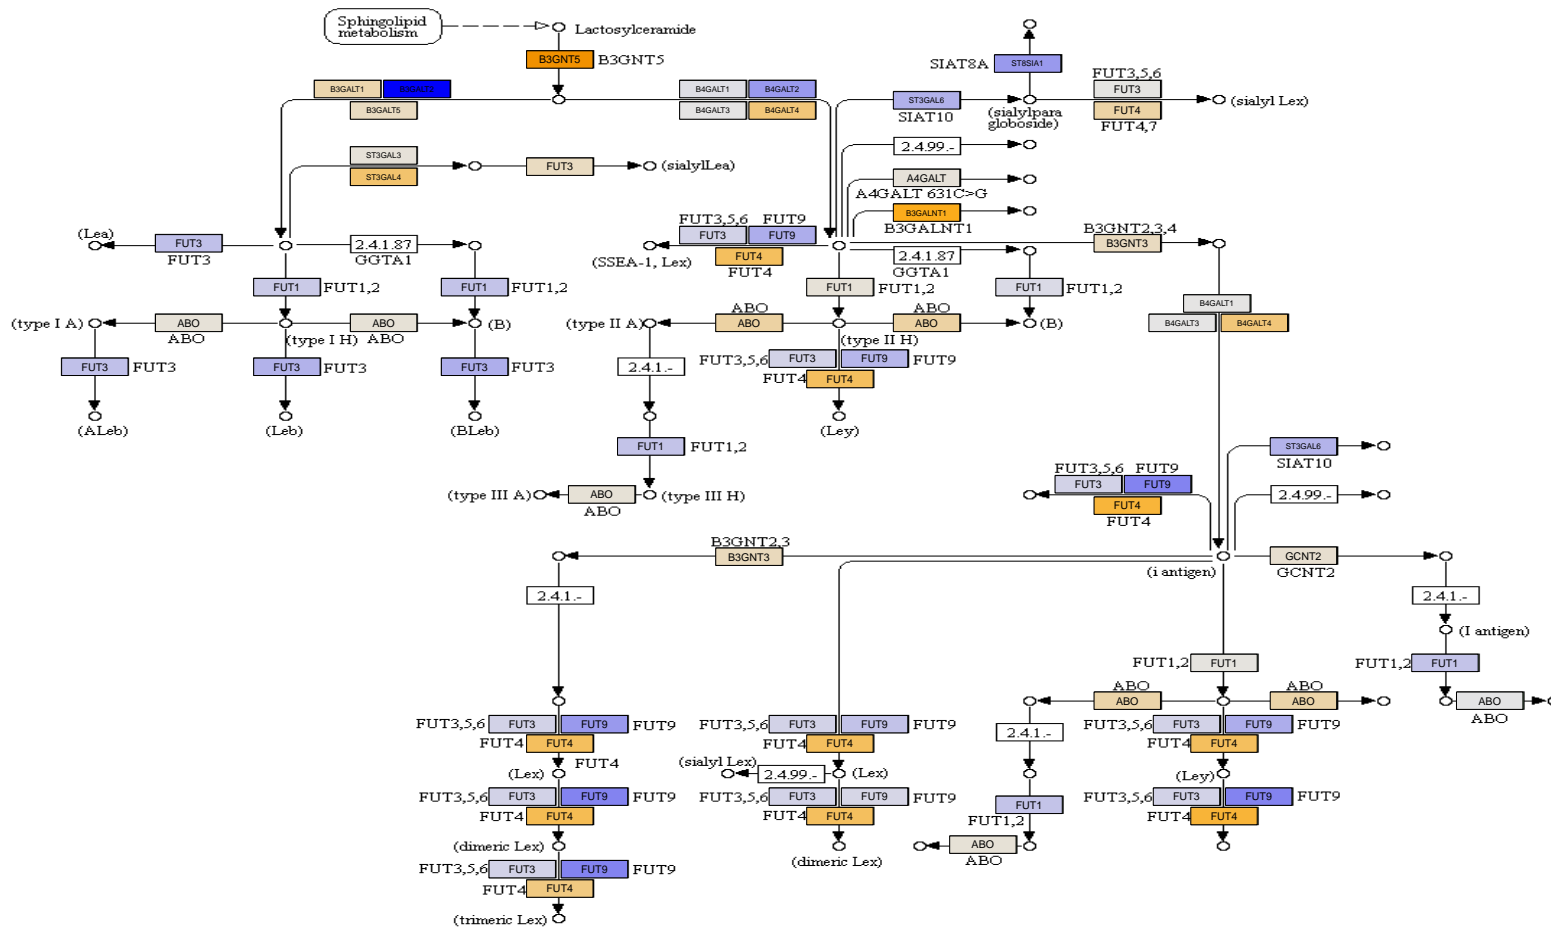 Sphingolipid
metabolism
Lactosylceramide
B3GNT5 B3GNT5
SIAT8A ST8SIA1
FUT3,5,6
B3GALT1 B3GALT2
B4GALT1 B4GALT2
FUT3
ST3GAL6
(sialyl Lex)
B3GALT5
B4GALT3 B4GALT4
SIAT10
(sialylpara
globoside)
FUT4
FUT4,7
2.4.99.-
ST3GAL3
FUT3
(sialylLea)
ST3GAL4
A4GALT
A4GALT 631C>G
B3GALNT1
B3GALNT1
FUT3,5,6 FUT9
B3GNT2,3,4
(Lea)
FUT3
FUT3
2.4.1.87
GGTA1
FUT3 FUT9
(SSEA-1, Lex)
FUT4
FUT4
2.4.1.87
GGTA1
B3GNT3
FUT1 FUT1,2
FUT1 FUT1,2
FUT1 FUT1,2
FUT1 FUT1,2
B4GALT1
B4GALT3 B4GALT4
(type I A)
ABO
ABO
(type I H)
ABO
ABO
(B)
(type II A)
ABO
ABO
(type II H)
ABO
ABO
(B)
FUT3 FUT3
FUT3 FUT3
FUT3 FUT3
2.4.1.-
FUT3,5,6 FUT3 FUT9 FUT9
FUT4 FUT4
(ALeb)
(Leb)
(BLeb)
(Ley)
FUT1 FUT1,2
ST3GAL6
SIAT10
FUT3,5,6 FUT9
FUT3 FUT9
FUT4
FUT4
2.4.99.-
(type III A)
ABO
ABO
(type III H)
B3GNT2,3
B3GNT3
(i antigen)
GCNT2
GCNT2
2.4.1.-
2.4.1.-
(I antigen)
FUT1,2 FUT1
FUT1,2 FUT1
ABO
ABO
ABO
ABO
ABO
ABO
FUT3,5,6 FUT3 FUT9 FUT9
FUT4 FUT4
FUT4
FUT3,5,6 FUT3 FUT9 FUT9
FUT4 FUT4
2.4.1.-
FUT3,5,6 FUT3 FUT9 FUT9
FUT4 FUT4
(Lex)
(sialyl Lex)
2.4.99.-
(Lex)
(Ley)
FUT3,5,6 FUT3 FUT9 FUT9
FUT4 FUT4
FUT3,5,6 FUT3 FUT9 FUT9
FUT4 FUT4
FUT1
FUT1,2
FUT3,5,6 FUT3 FUT9 FUT9
FUT4 FUT4
(dimeric Lex)
(dimeric Lex)
ABO
ABO
FUT3,5,6 FUT3 FUT9 FUT9
FUT4 FUT4
(trimeric Lex)